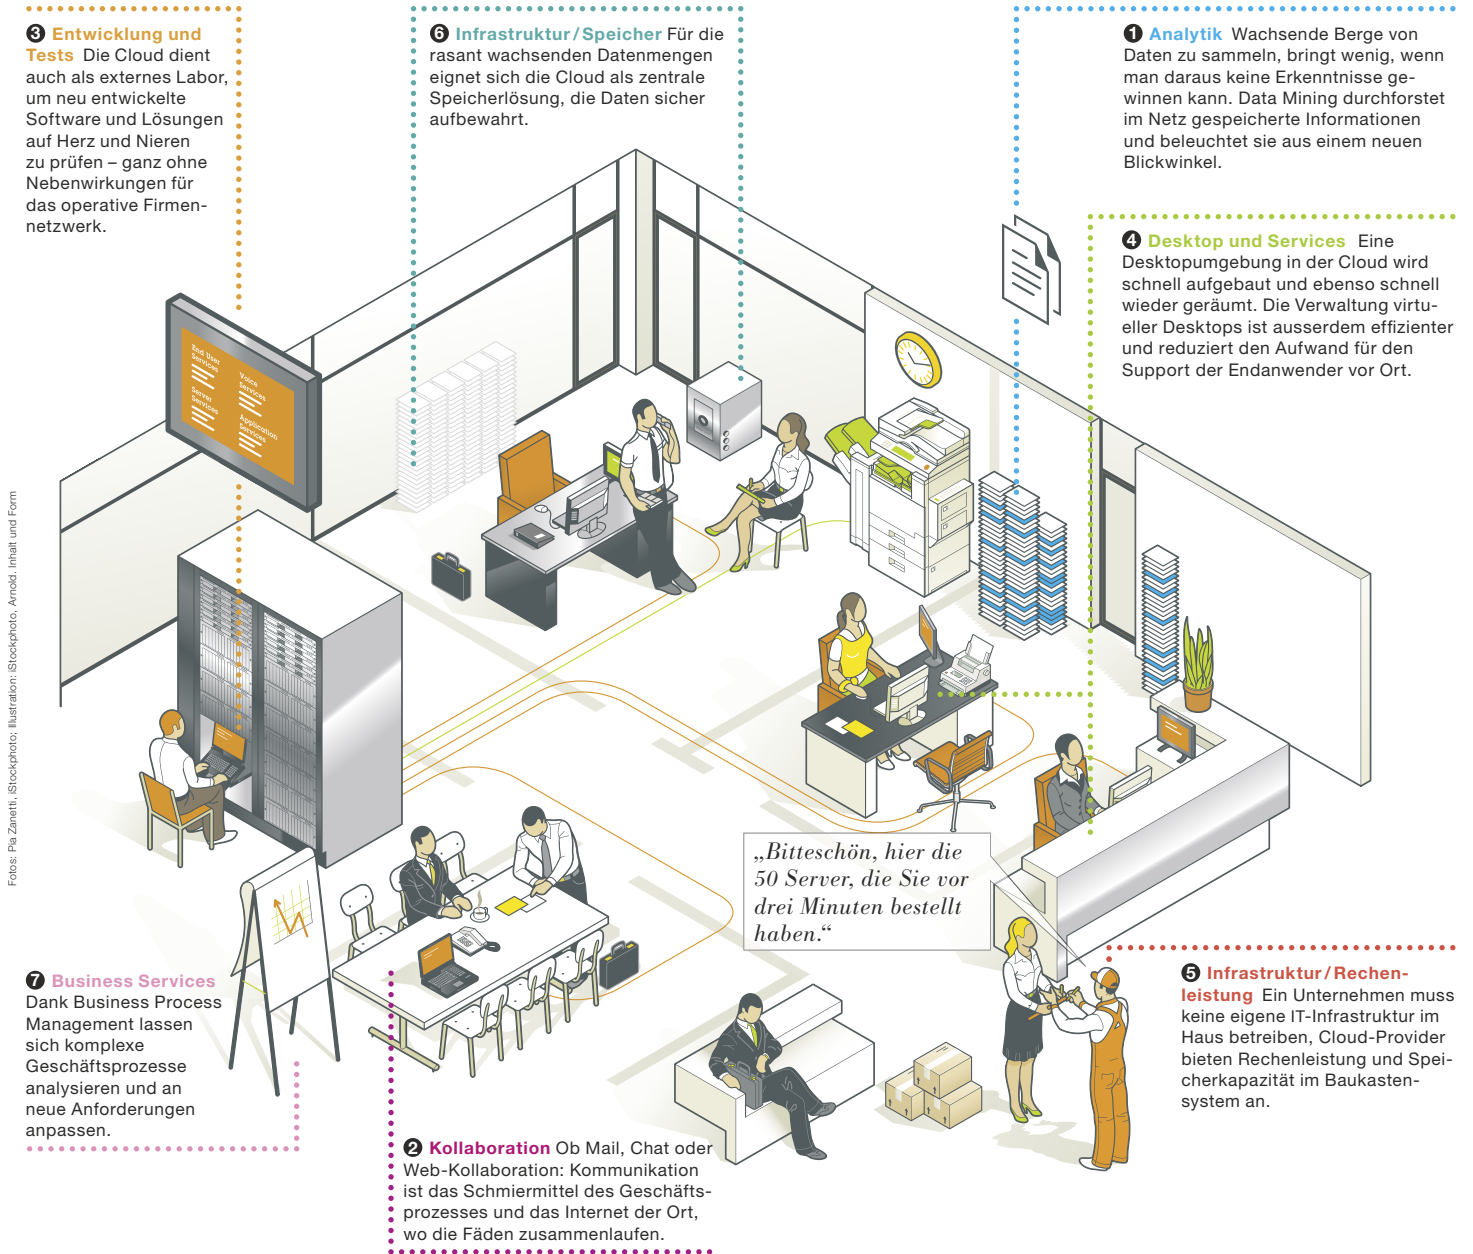 ❸ Entwicklung und
Tests Die Cloud dient
auch als externes Labor,
um neu entwickelte
Software und Lösungen
auf Herz und Nieren
zu prüfen – ganz ohne
Nebenwirkungen für
das operative Firmen-
netzwerk.
❻ Infrastruktur/Speicher Für die
rasant wachsenden Datenmengen
eignet sich die Cloud als zentrale
Speicherlösung, die Daten sicher
aufbewahrt.
❶ Analytik Wachsende Berge von
Daten zu sammeln, bringt wenig, wenn
man daraus keine Erkenntnisse ge-
winnen kann. Data Mining durchforstet
im Netz gespeicherte Informationen
und beleuchtet sie aus einem neuen
Blickwinkel.
❹ Desktop und Services Eine
Desktopumgebung in der Cloud wird
schnell aufgebaut und ebenso schnell
wieder geräumt. Die Verwaltung virtu-
eller Desktops ist ausserdem effizienter
und reduziert den Aufwand für den
Support der Endanwender vor Ort.
End User
Services
Voice
Services
Server
Services
Application
Services
Fotos: Pia Zanetti, iStockphoto; Illustration: iStockphoto, Arnold. Inhalt und Form
„Bitteschön, hier die
50 Server, die Sie vor
drei Minuten bestellt
haben.“
❼ Business Services
Dank Business Process
Management lassen
sich komplexe
Geschäftsprozesse
analysieren und an
neue Anforderungen
anpassen.
❺ Infrastruktur/Rechen-
leistung Ein Unternehmen muss
keine eigene IT-Infrastruktur im
Haus betreiben, Cloud-Provider
bieten Rechenleistung und Spei-
cherkapazität im Baukasten-
system an.
❷ Kollaboration Ob Mail, Chat oder
Web-Kollaboration: Kommunikation
ist das Schmiermittel des Geschäfts-
prozesses und das Internet der Ort,
wo die Fäden zusammenlaufen.